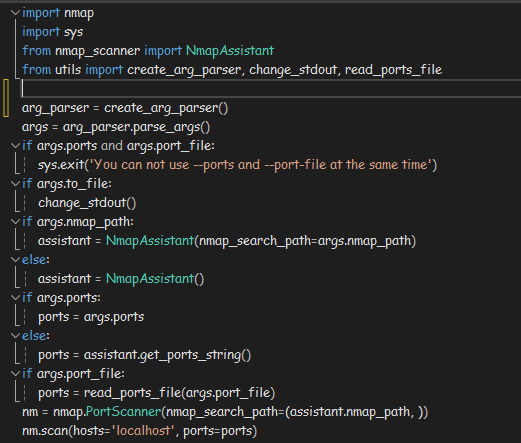 import nmap
import sys
from nmap_scanner import NmapAssistant
from utils import create_arg_parser, change_stdout, read_ports_file
arg_parser = create_arg_parser()
args = arg_parser.parse_args()
if args.ports and args.port_file:
    sys.exit('You can not use --ports and --port-file at the same time')
if args.to_file:
    change_stdout()
if args.nmap_path:
    assistant = NmapAssistant(nmap_search_path=args.nmap_path)
else:
    assistant = NmapAssistant()
if args.ports:
    ports = args.ports
else:
    ports = assistant.get_ports_string()
if args.port_file:
    ports = read_ports_file(args.port_file)
nm = nmap.PortScanner(nmap_search_path=(assistant.nmap_path, ))
nm.scan(hosts='localhost', ports=ports)